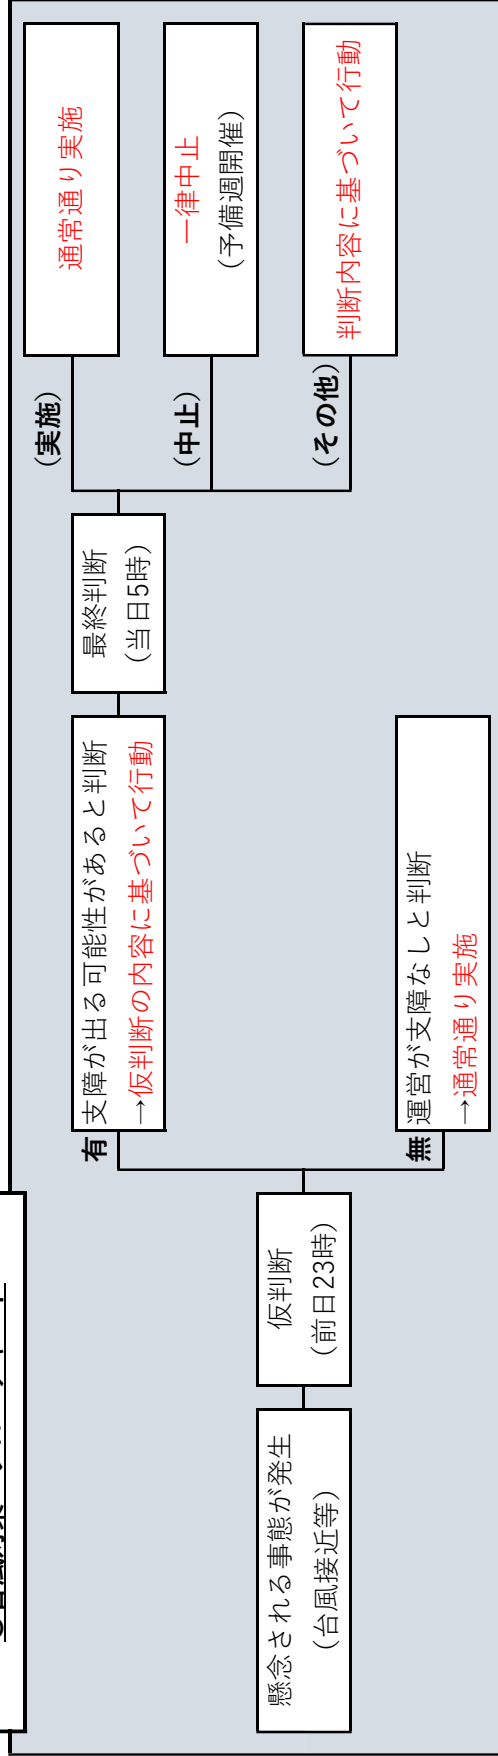 懸念される事態が発生
(台風接近等)
仮判断
(前日23時)
有
支障が出る可能性があると判断
→仮判断の内容に基づいて行動
無
運営が支障なしと判断
→通常通り実施
最終判断
(当日5時)
(実施)
通常通り実施
(中止)
一律中止
(予備週開催)
(その他)
判断内容に基づいて行動